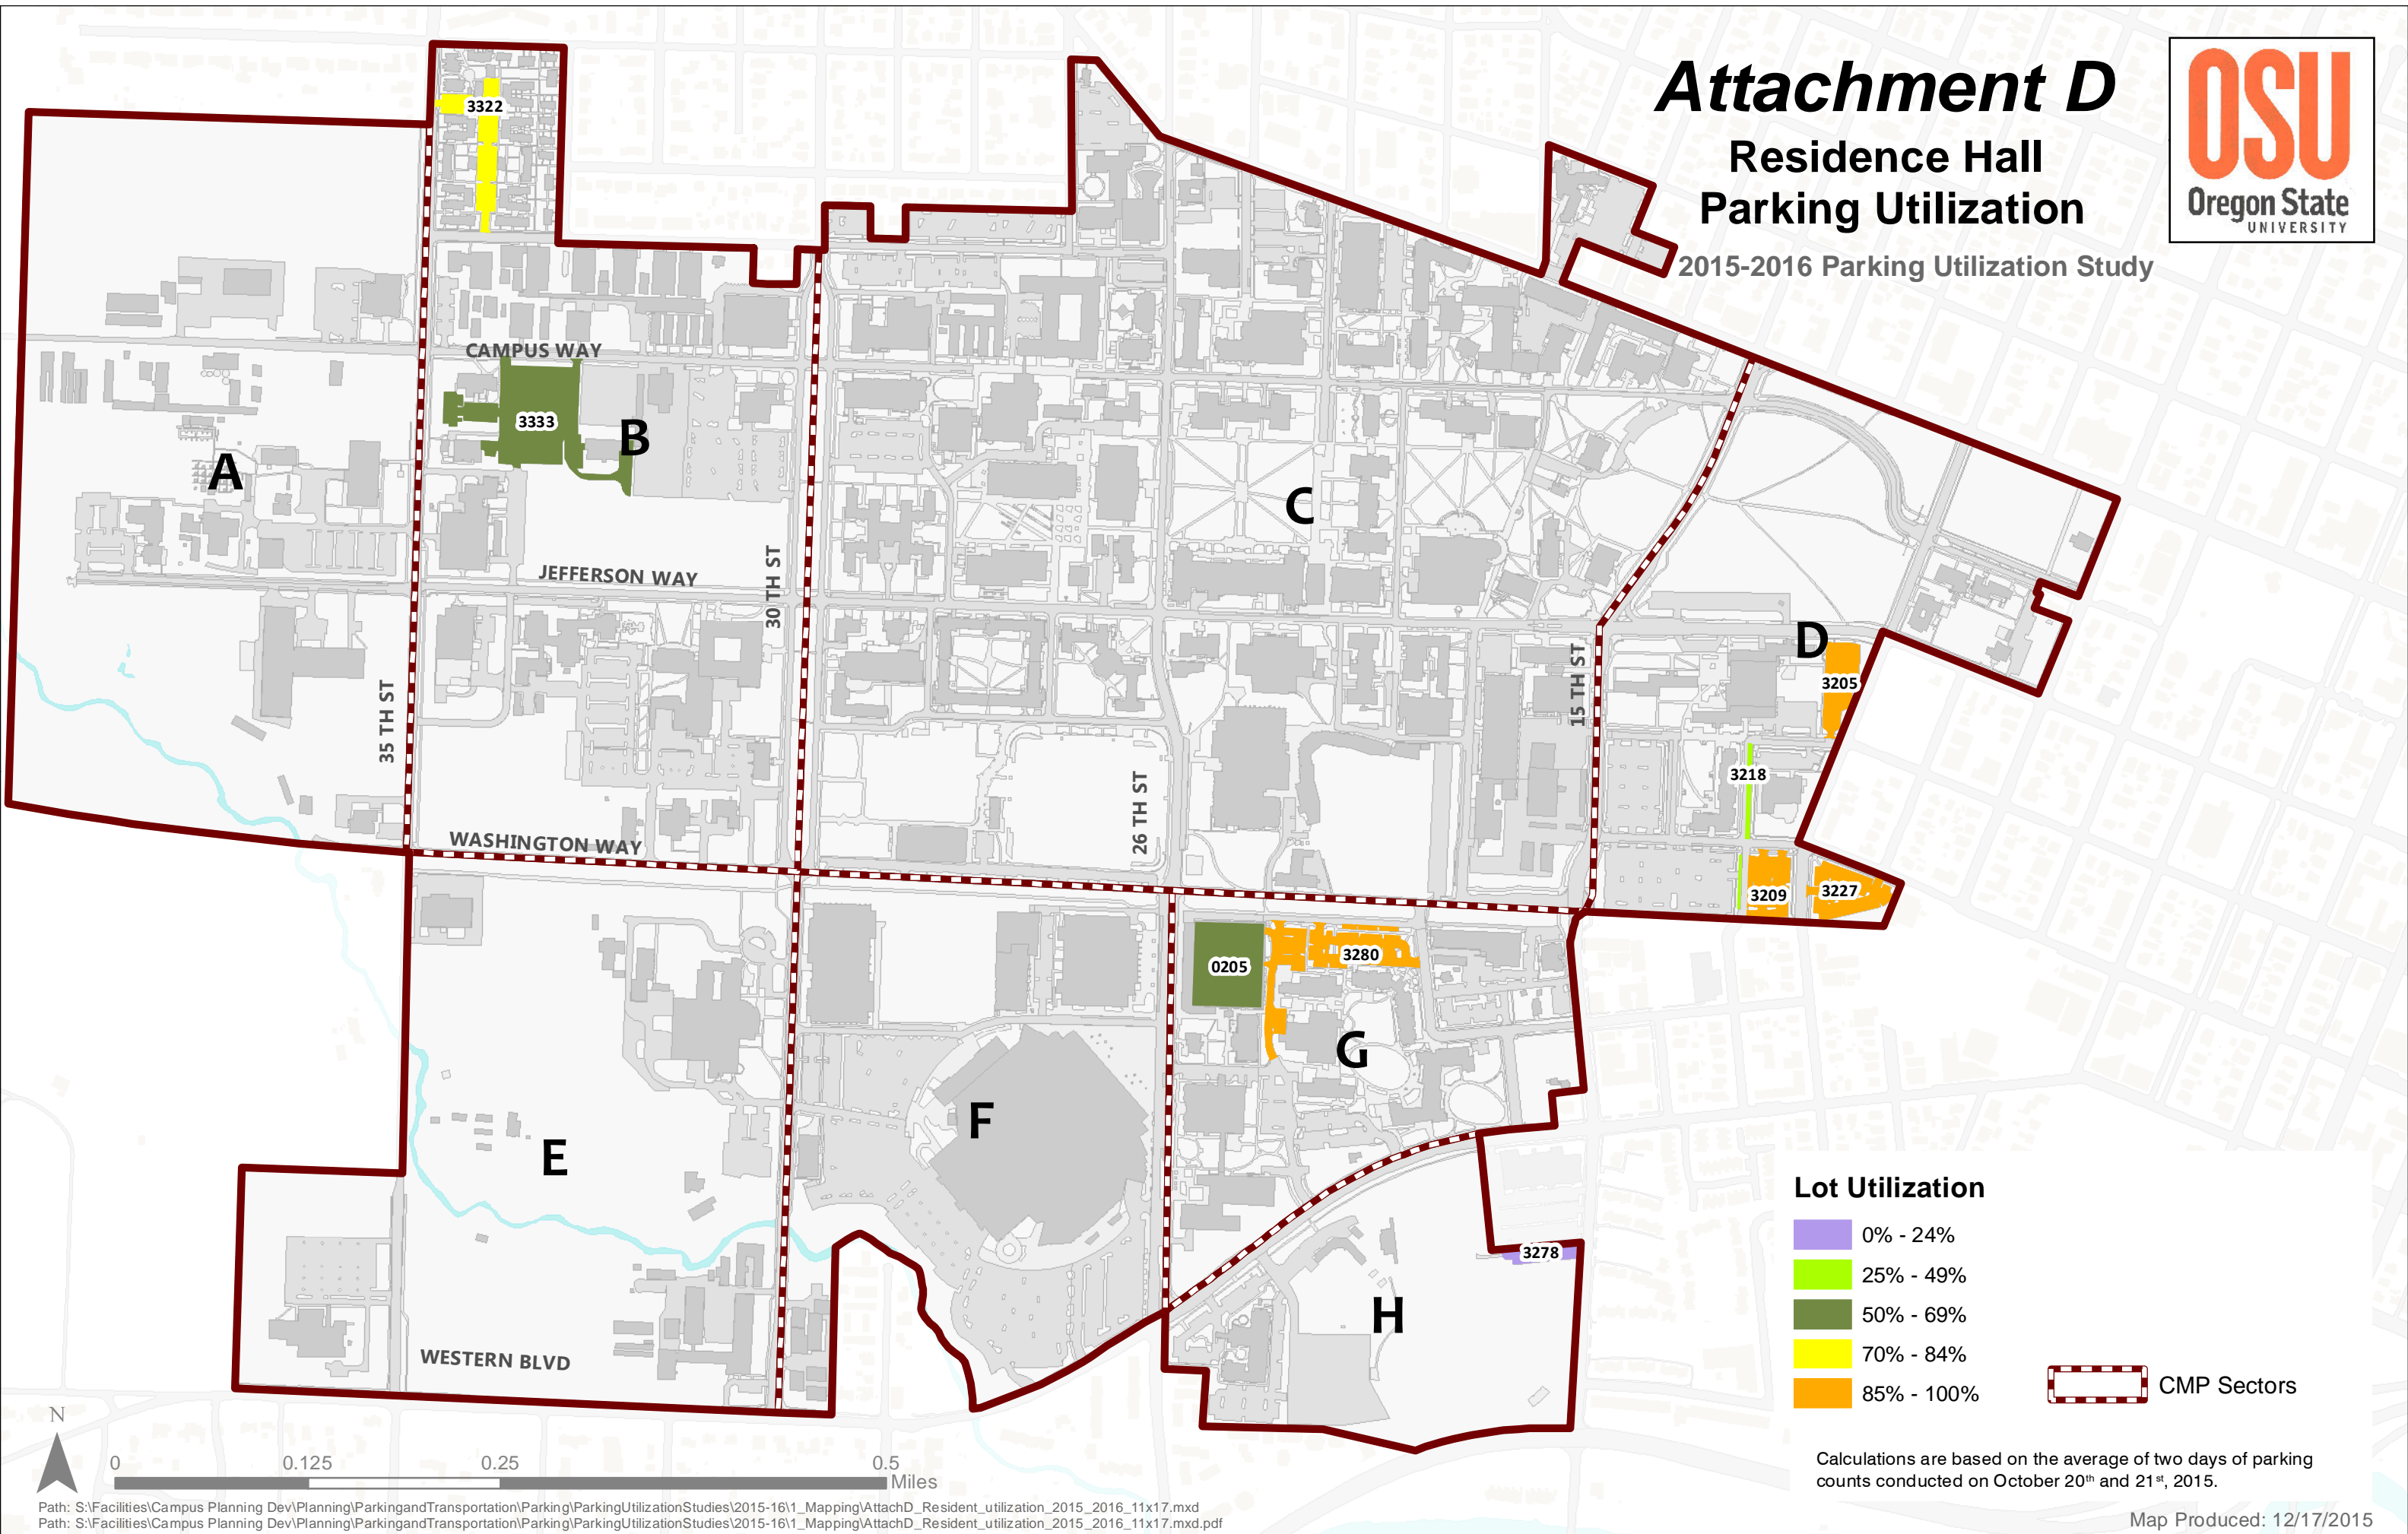 Attachment D
Residence Hall
Parking Utilization
2015-2016 Parking Utilization Study
OSU
Oregon State
UNIVERSITY
3322
CAMPUS WAY
3333
B
A
C
JEFFERSON WAY
30 TH ST
D
3205
35 TH ST
15 TH ST
3218
26 TH ST
WASHINGTON WAY
3209
3227
0205
3280
G
F
E
3278
H
WESTERN BLVD
Lot Utilization
0% - 24%
25% - 49%
50% - 69%
70% - 84%
85% - 100%
CMP Sectors
Calculations are based on the average of two days of parking
counts conducted on October 20th and 21st, 2015.
N
0 0.125 0.25 0.5
Miles
Path: S:\Facilities\Campus Planning Dev\Planning\ParkingandTransportation\Parking\ParkingUtilizationStudies\2015-16\1_Mapping\AttachD_Resident_utilization_2015_2016_11x17.mxd
Path: S:\Facilities\Campus Planning Dev\Planning\ParkingandTransportation\Parking\ParkingUtilizationStudies\2015-16\1_Mapping\AttachD_Resident_utilization_2015_2016_11x17.mxd.pdf
Map Produced: 12/17/2015